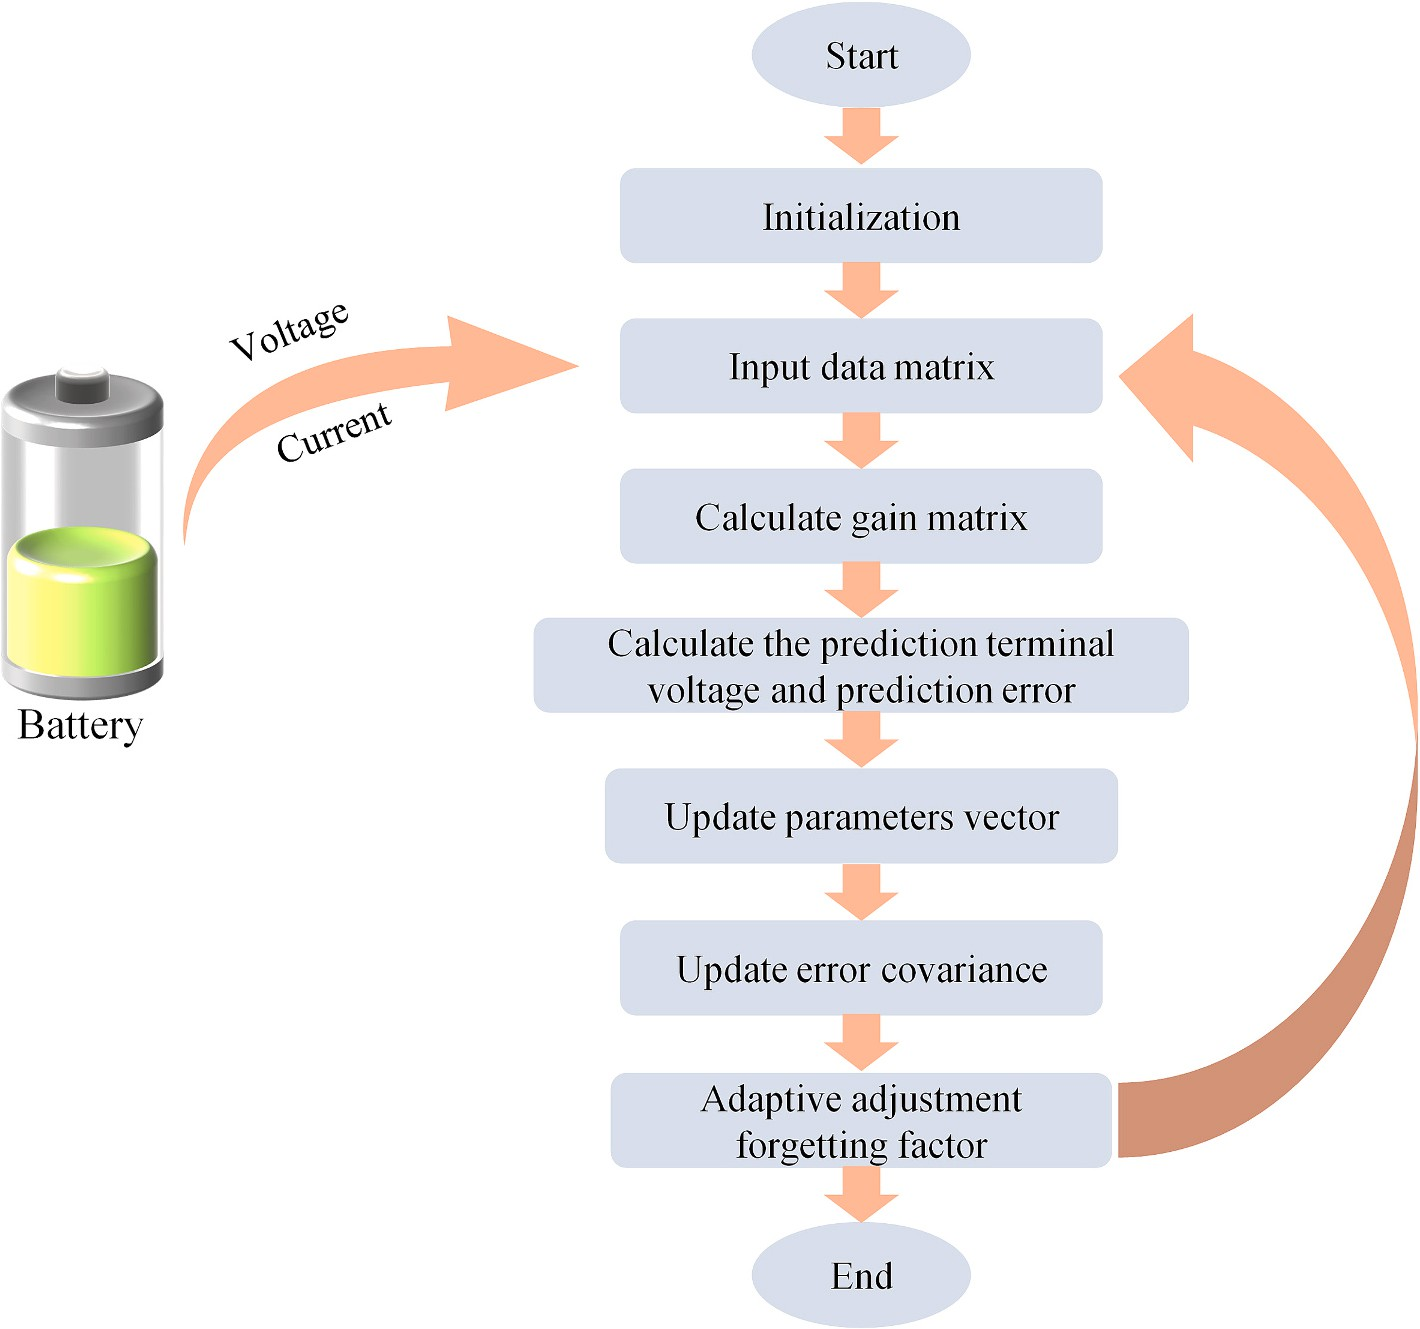 Start
Initialization
Voltage
Current
Battery
Input data matrix
Calculate gain matrix
Calculate the prediction terminal
voltage and prediction error
Update parameters vector
Update error covariance
Adaptive adjustment
forgetting factor
End